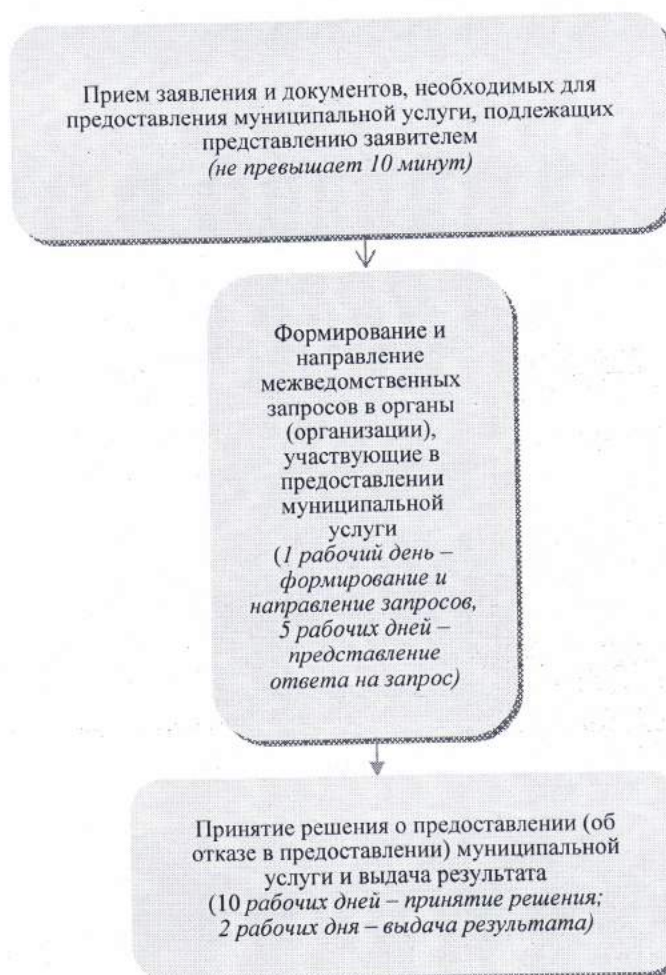 Прием заявления и документов, необходимых для
предоставления муниципальной услуги, подлежащих
представлению заявителем
(не превышает 10 минут)
Формирование и
направление
межведомственных
запросов в органы
(организации),
участвующие в
предоставлении
муниципальной
услуги
(1 рабочий день –
формирование и
направление запросов,
5 рабочих дней –
представление
ответа на запрос)
Принятие решения о предоставлении (об
отказе в предоставлении) муниципальной
услуги и выдача результата
(10 рабочих дней – принятие решения;
2 рабочих дня – выдача результата)